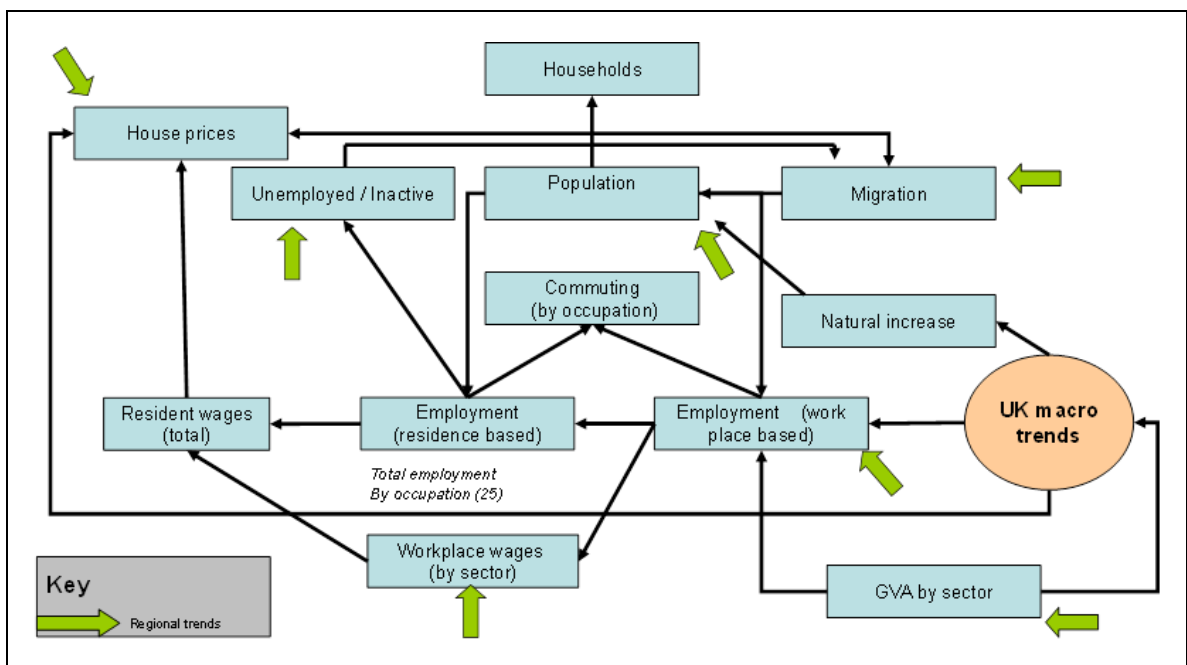 Households
House prices
Unemployed / Inactive
Population
Migration
Commuting
(by occupation)
Natural increase
Resident wages
(total)
Employment
(residence based)
Employment (work
place based)
UK macro
trends
Total employment
By occupation (25)
Workplace wages
(by sector)
GVA by sector
Key
Regional trends